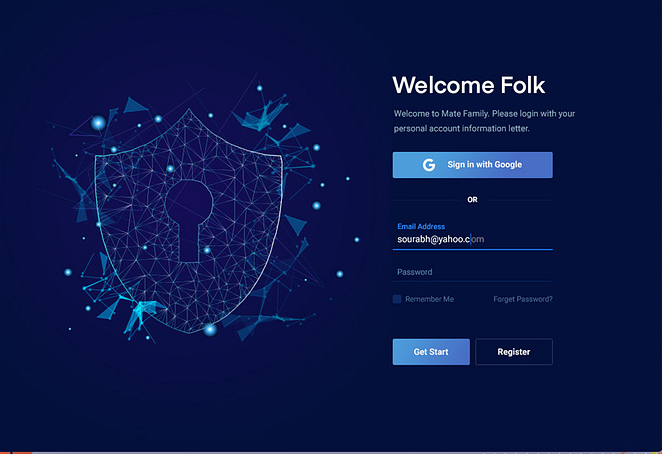 Welcome Folk
Welcome to Mate Family. Please login with your
personal account information letter.
Sign in with Google
OR
Email Address
sourabh@yahoo.com
Password
Remember Me
Forget Password?
Get Start
Register